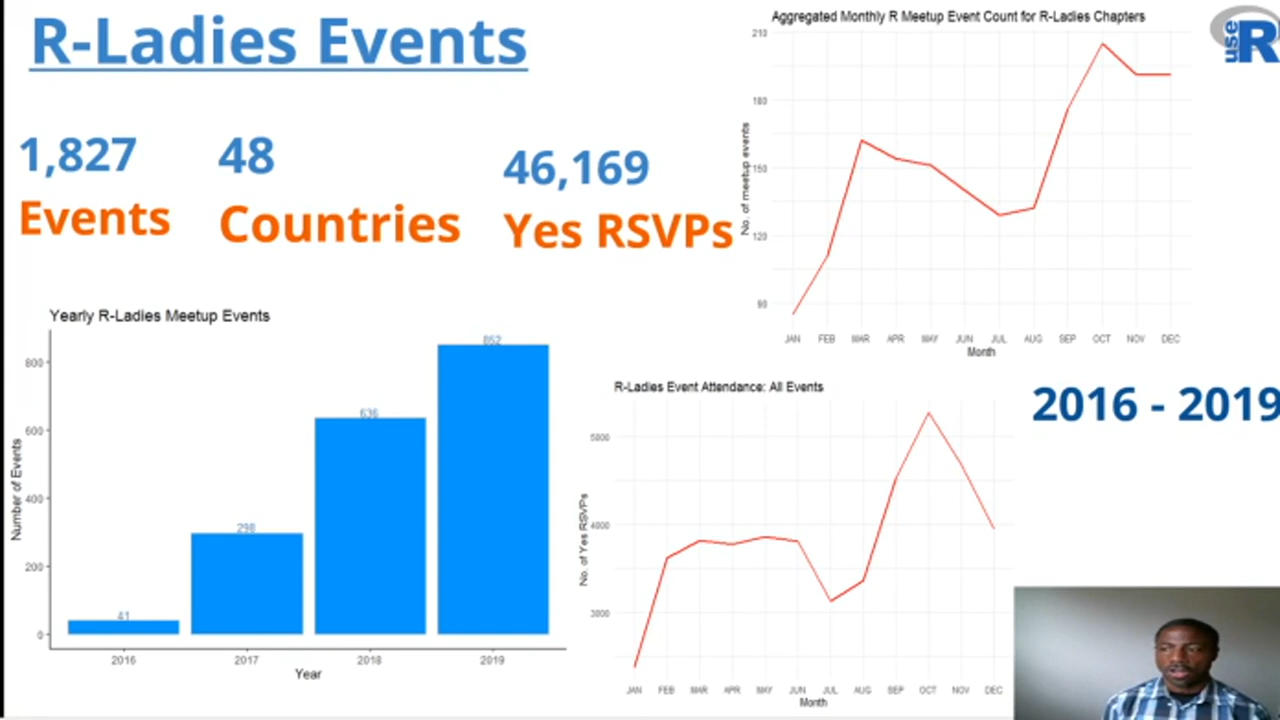 R-Ladies Events
1,827
Events
48
Countries
46,169
Yes RSVPs
Aggregated Monthly R Meetup Event Count for R-Ladies Chapters
No. of meetup events
210
180
150
120
90
JAN FEB MAR APR MAY JUN JUL AUG SEP OCT NOV DEC
Month
useR
Yearly R-Ladies Meetup Events
Number of Events
800
600
400
200
0
41
298
636
852
2016 2017 2018 2019
Year
R-Ladies Event Attendance: All Events
No. of Yes RSVPs
5000
4000
3000
JAN FEB MAR APR MAY JUN JUL AUG SEP OCT NOV DEC
Month
2016 - 2019